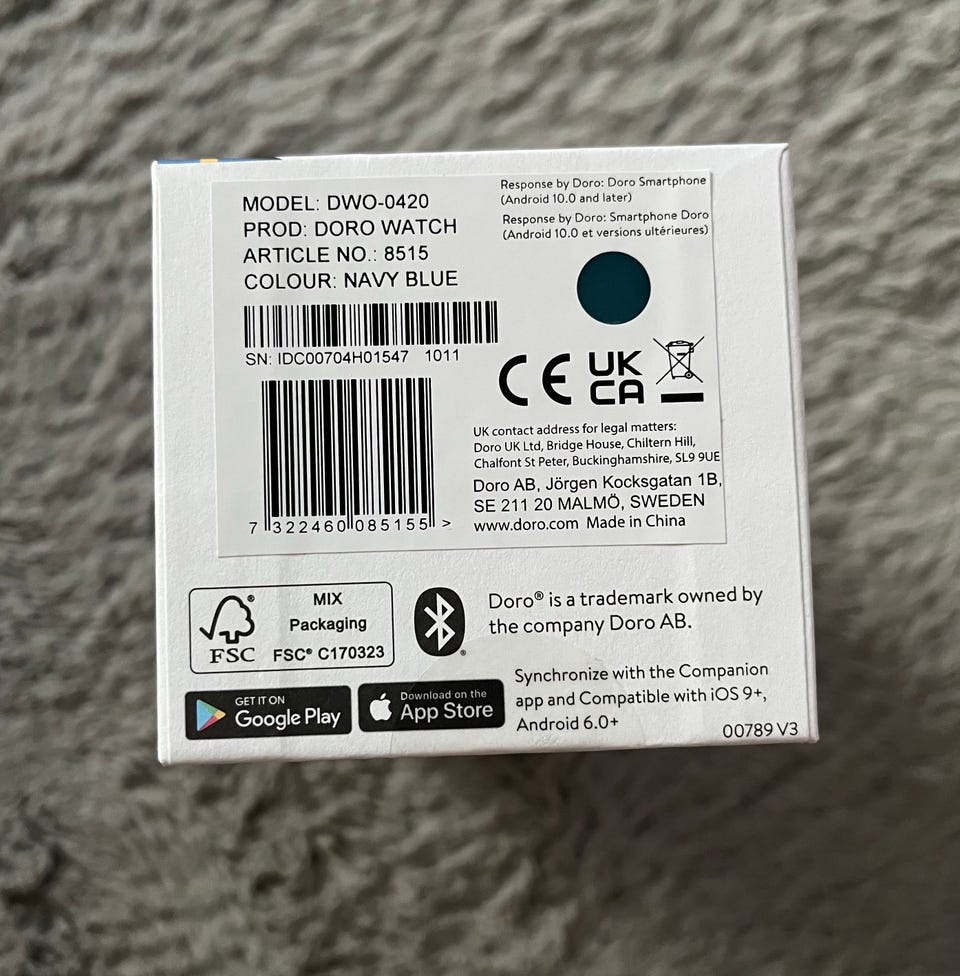 MODEL: DWO-0420
PROD: DORO WATCH
ARTICLE NO.: 8515
COLOUR: NAVY BLUE
SN: IDC00704H01547 1011
7 322460 085155 >
Response by Doro: Doro Smartphone
(Android 10.0 and later)
Response by Doro: Smartphone Doro
(Android 10.0 et versions ultérieures)
CE
UK
CA
UK contact address for legal matters:
Doro UK Ltd, Bridge House, Chiltern Hill,
Chalfont St Peter, Buckinghamshire, SL9 9UE
Doro AB, Jörgen Kocksgatan 1B,
SE 211 20 MALMÖ, SWEDEN
www.doro.com Made in China
®
FSC
MIX
Packaging
FSC® C170323
®
Doro® is a trademark owned by
the company Doro AB.
GET IT ON
Google Play
Download on the
App Store
Synchronize with the Companion
app and Compatible with iOS 9+,
Android 6.0+
00789 V3